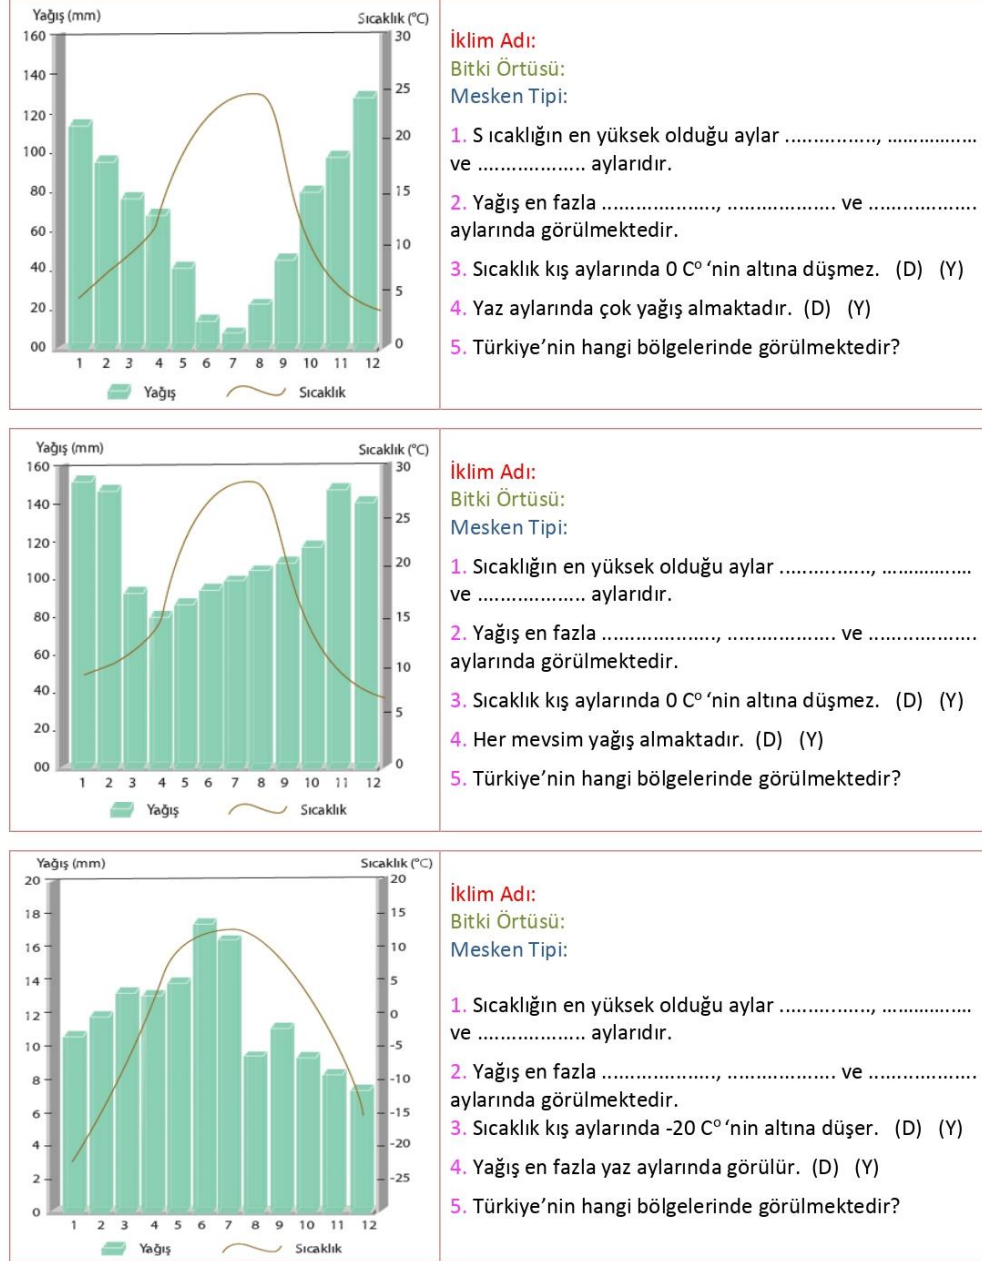 Yağış (mm)
Sıcaklık (°C)
160
140
120
100
80
60
40
20
00
30
25
20
15
10
5
0
1 2 3 4 5 6 7 8 9 10 11 12
Yağış
Sıcaklık
İklim Adı:
Bitki Örtüsü:
Mesken Tipi:
1. S ıcaklığın en yüksek olduğu aylar ................, ................
ve ................... aylarıdır.
2. Yağış en fazla ...................., ................... ve ...................
aylarında görülmektedir.
3. Sıcaklık kış aylarında 0 Cº ‘nin altına düşmez. (D) (Y)
4. Yaz aylarında çok yağış almaktadır. (D) (Y)
5. Türkiye’nin hangi bölgelerinde görülmektedir?
Yağış (mm)
Sıcaklık (°C)
160
140
120
100
80
60
40
20
00
30
25
20
15
10
5
0
1 2 3 4 5 6 7 8 9 10 11 12
Yağış
Sıcaklık
İklim Adı:
Bitki Örtüsü:
Mesken Tipi:
1. Sıcaklığın en yüksek olduğu aylar ................, ................
ve ................... aylarıdır.
2. Yağış en fazla ...................., ................... ve ...................
aylarında görülmektedir.
3. Sıcaklık kış aylarında 0 Cº ‘nin altına düşmez. (D) (Y)
4. Her mevsim yağış almaktadır. (D) (Y)
5. Türkiye’nin hangi bölgelerinde görülmektedir?
Yağış (mm)
Sıcaklık (°C)
20
18
16
14
12
10
8
6
4
2
0
20
15
10
5
0
-5
-10
-15
-20
-25
1 2 3 4 5 6 7 8 9 10 11 12
Yağış
Sıcaklık
İklim Adı:
Bitki Örtüsü:
Mesken Tipi:
1. Sıcaklığın en yüksek olduğu aylar ................, ................
ve ................... aylarıdır.
2. Yağış en fazla ...................., ................... ve ...................
aylarında görülmektedir.
3. Sıcaklık kış aylarında -20 Cº ‘nin altına düşer. (D) (Y)
4. Yağış en fazla yaz aylarında görülür. (D) (Y)
5. Türkiye’nin hangi bölgelerinde görülmektedir?